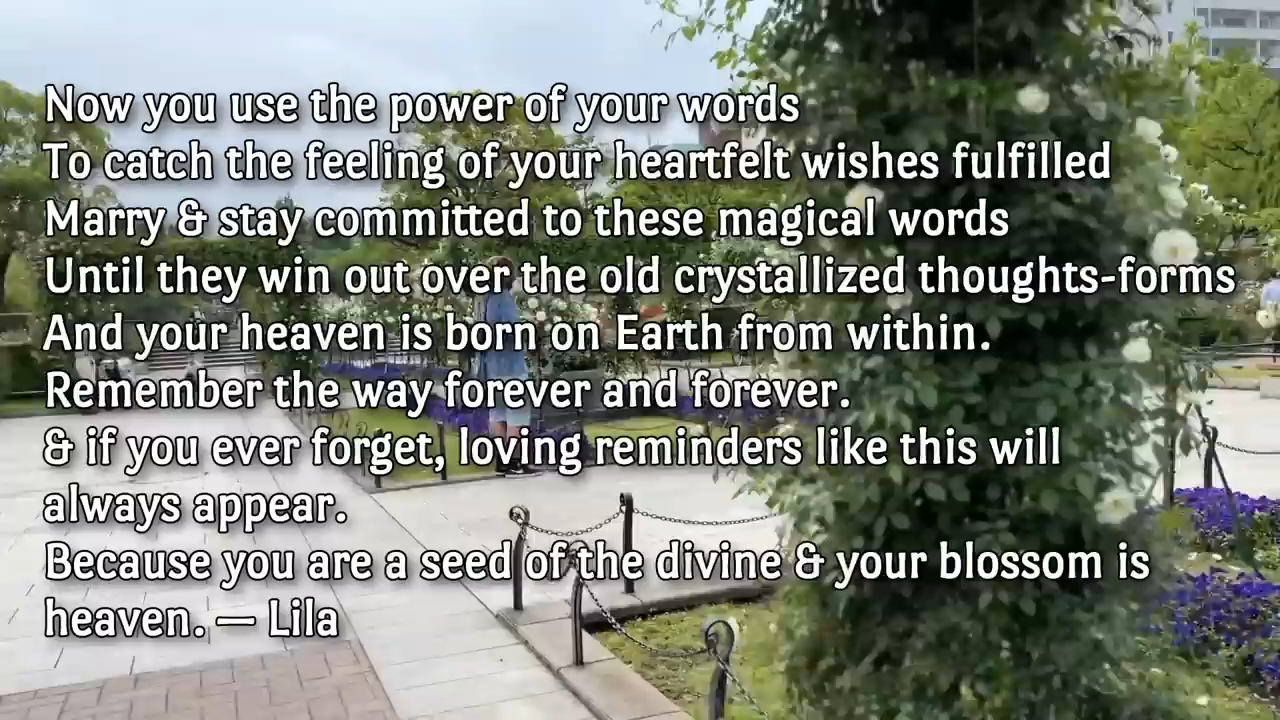 Now you use the power of your words
To catch the feeling of your heartfelt wishes fulfilled
Marry & stay committed to these magical words
Until they win out over the old crystallized thoughts-forms
And your heaven is born on Earth from within.
Remember the way forever and forever.
& if you ever forget, loving reminders like this will
always appear.
Because you are a seed of the divine & your blossom is
heaven. — Lila